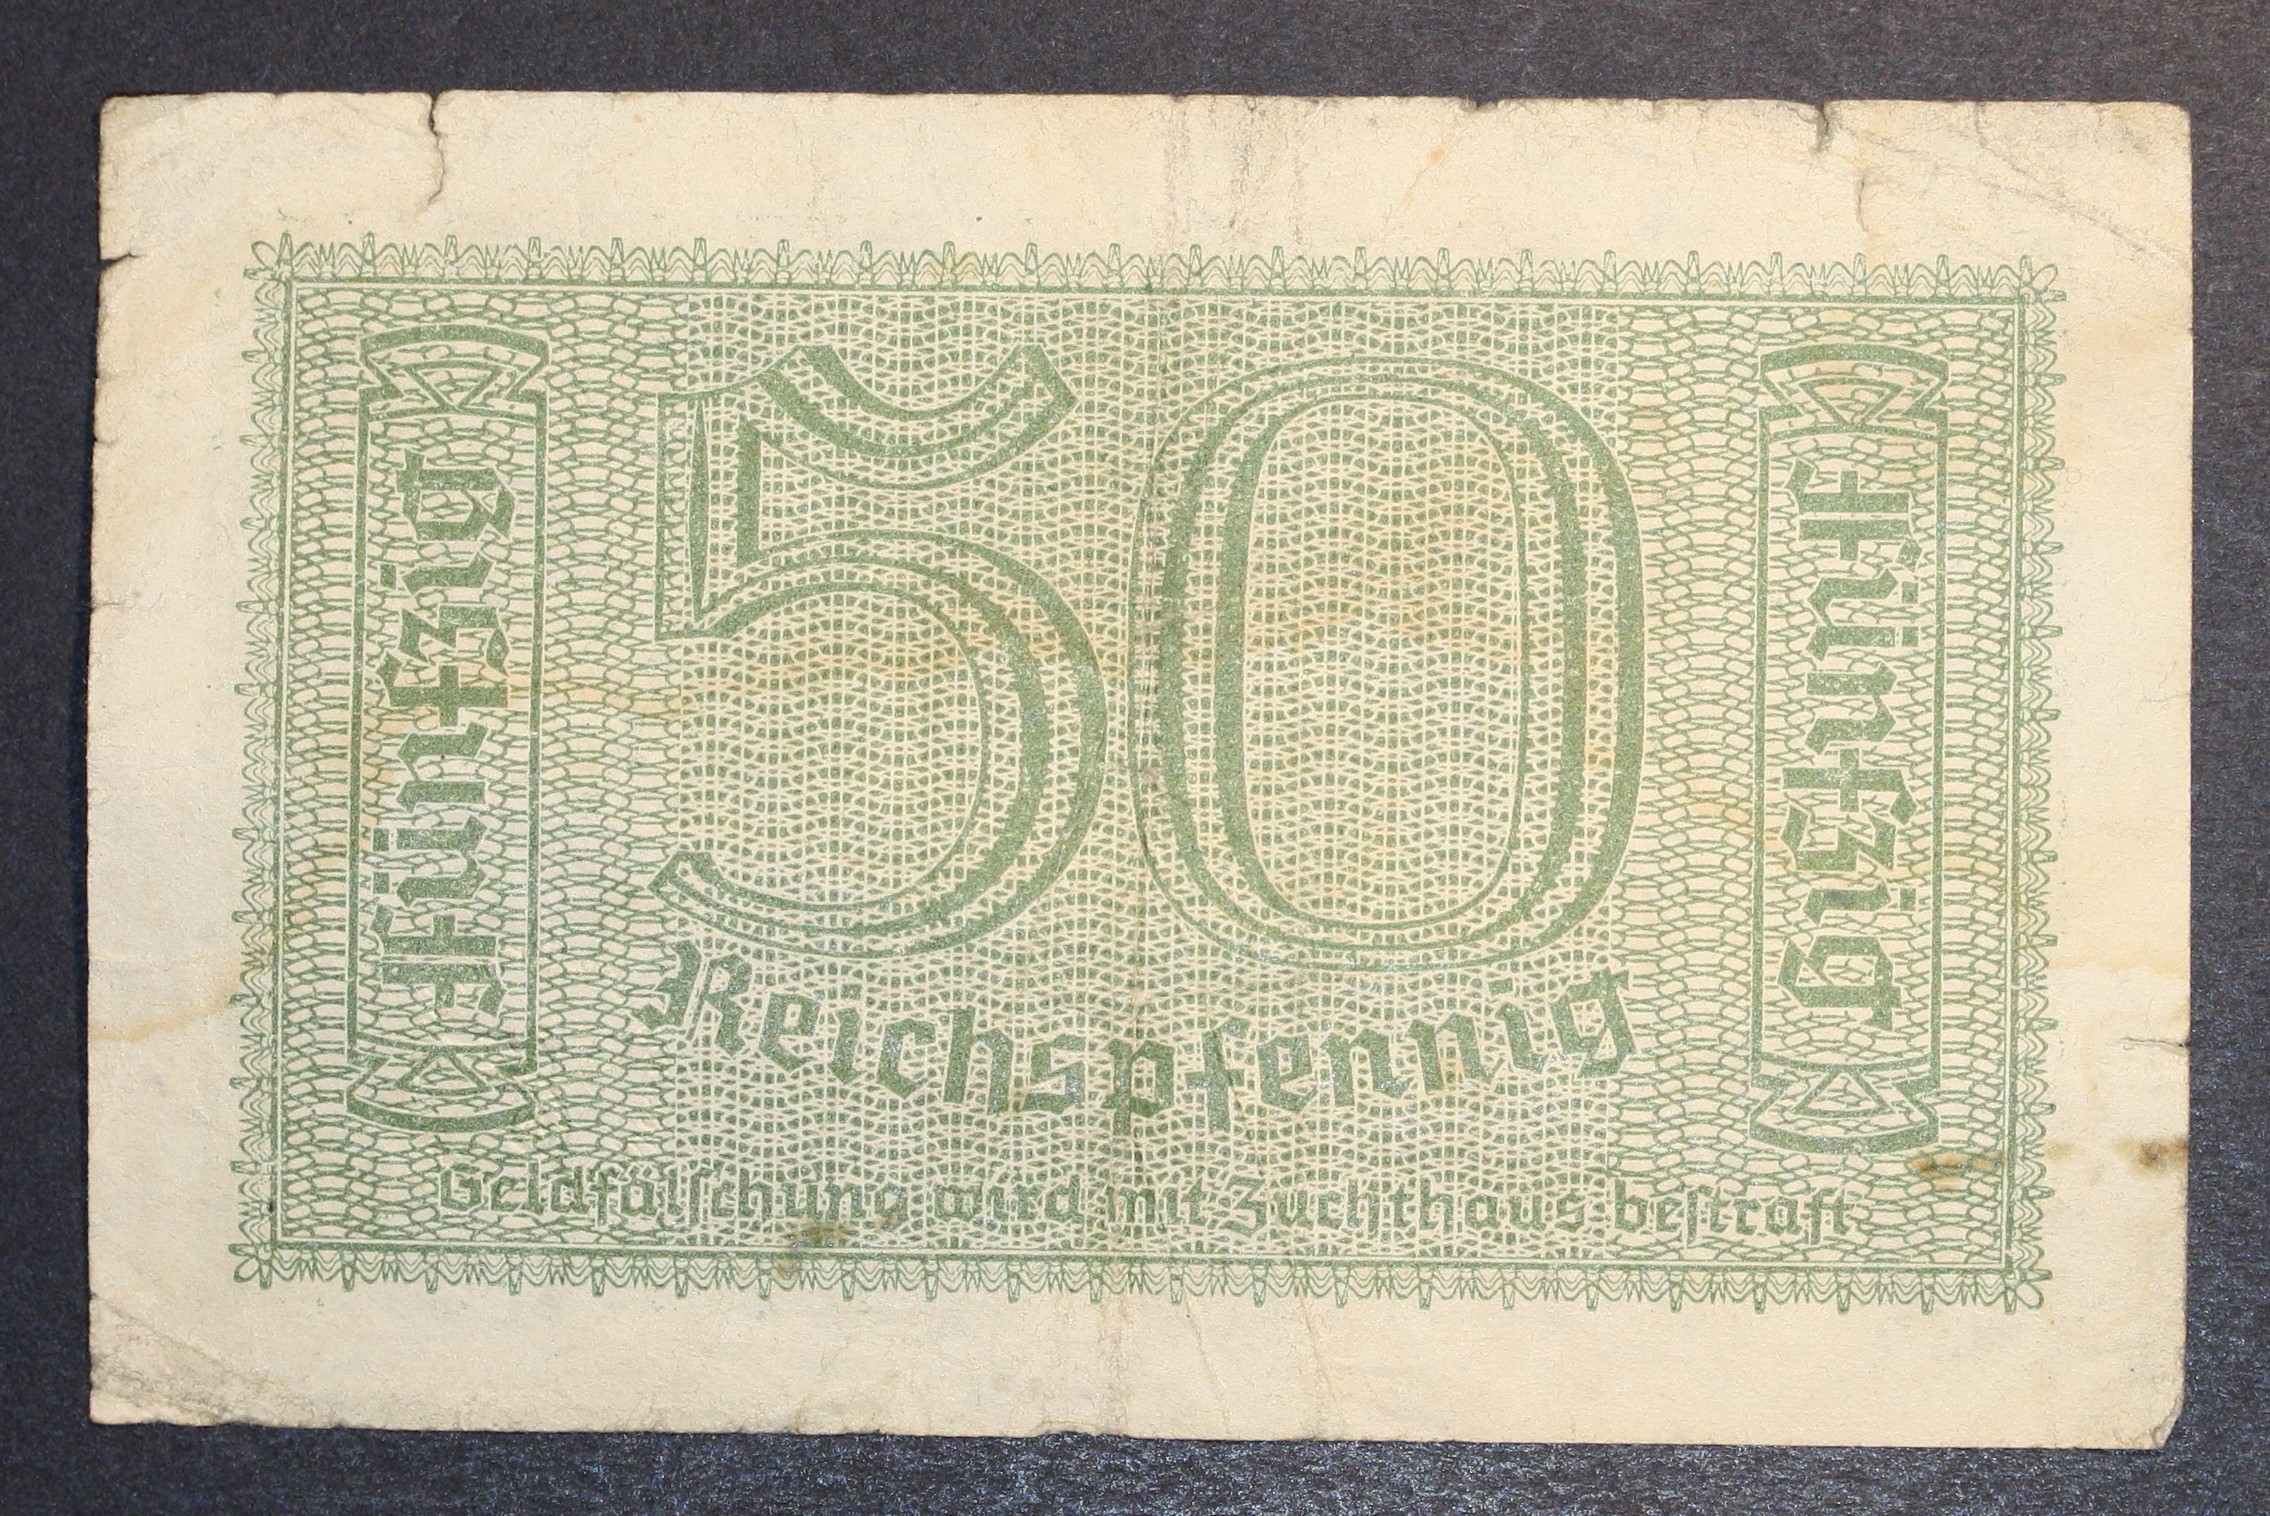 Fünfzig
50
Fünfzig
Reichspfennig
Geldfälschung wird mit Zuchthaus bestraft